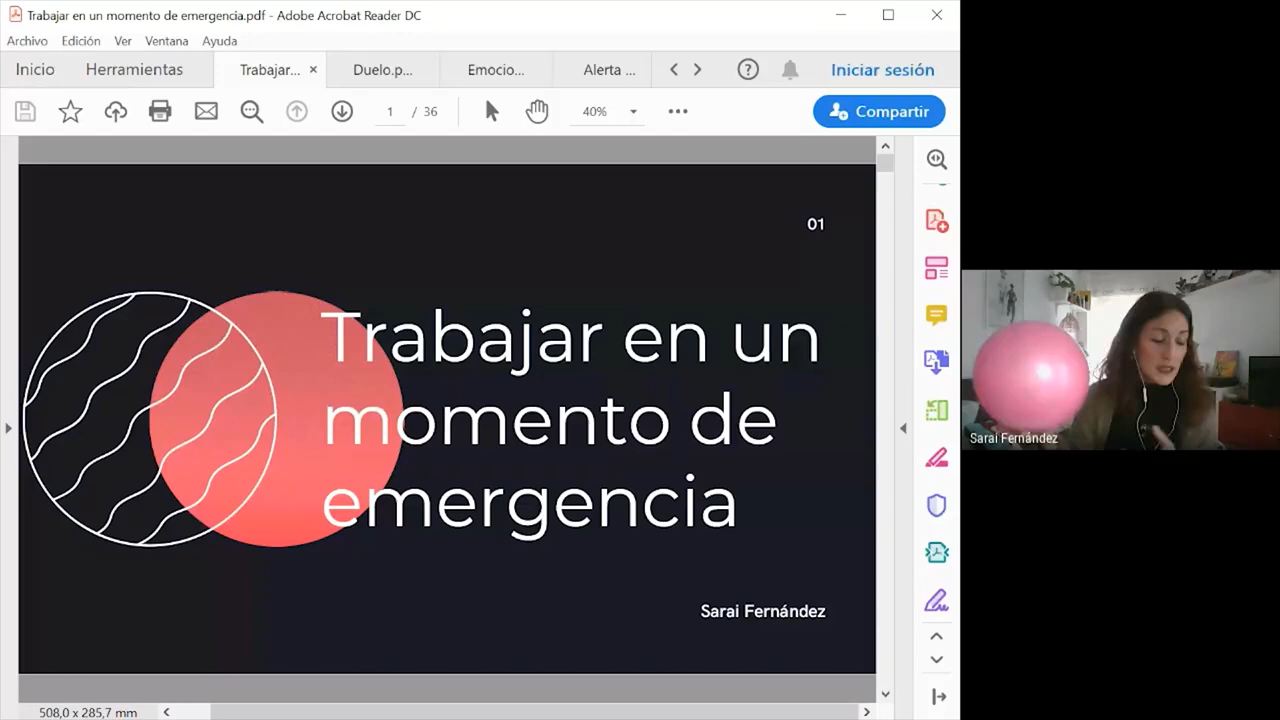 Trabajar en un momento de emergencia.pdf - Adobe Acrobat Reader DC
Archivo Edición Ver Ventana Ayuda
Inicio Herramientas Trabajar... Duelo.p... Emocio... Alerta ... Iniciar sesión
1 / 36 40% Compartir
01
Trabajar en un
momento de
emergencia
Sarai Fernández
Sarai Fernández
508,0 x 285,7 mm